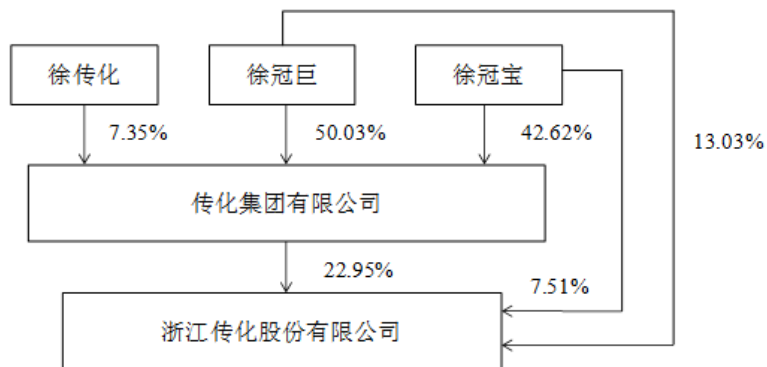 徐传化
徐冠巨
徐冠宝
7.35%
50.03%
42.62%
13.03%
传化集团有限公司
22.95%
7.51%
浙江传化股份有限公司